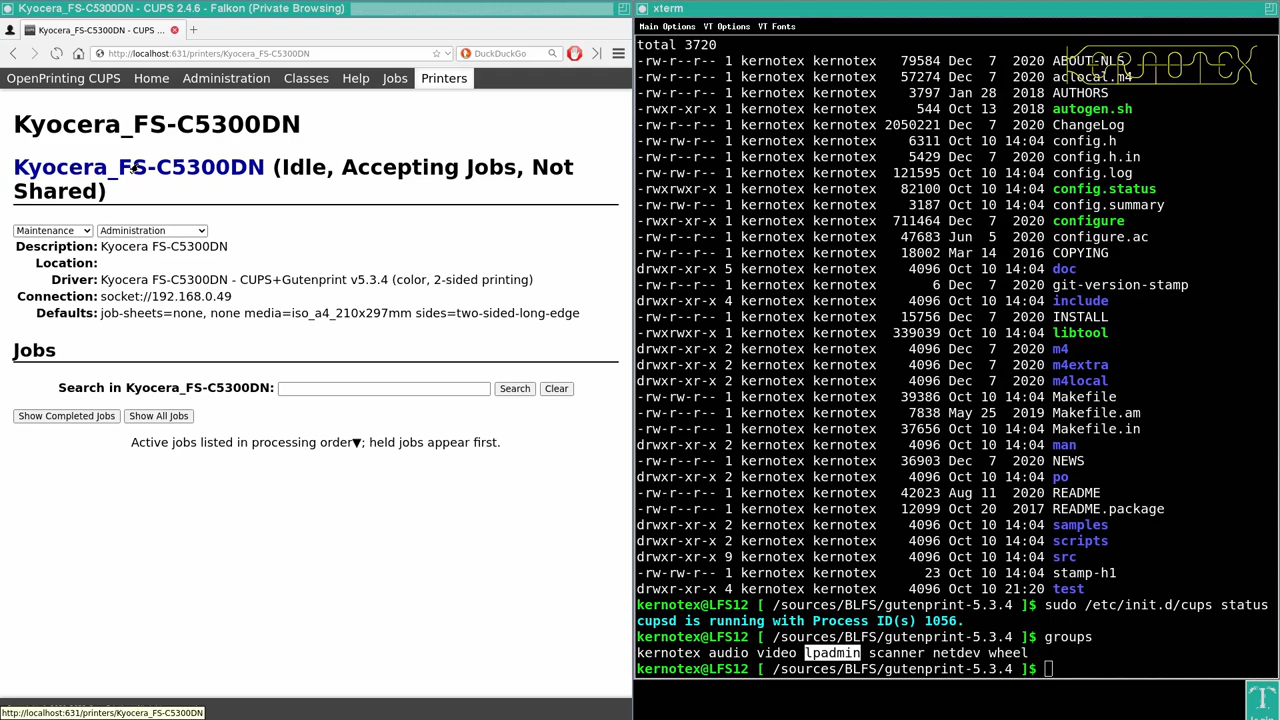 Kyocera_FS-C5300DN - CUPS 2.4.6 - Falkon (Private Browsing)
Kyocera_FS-C5300DN - CUPS ...
http://localhost:631/printers/Kyocera_FS-C5300DN
DuckDuckGo
OpenPrinting CUPS Home Administration Classes Help Jobs Printers
Kyocera_FS-C5300DN
Kyocera_FS-C5300DN (Idle, Accepting Jobs, Not
Shared)
Maintenance Administration
Description: Kyocera FS-C5300DN
Location:
Driver: Kyocera FS-C5300DN - CUPS+Gutenprint v5.3.4 (color, 2-sided printing)
Connection: socket://192.168.0.49
Defaults: job-sheets=none, none media=iso_a4_210x297mm sides=two-sided-long-edge
Jobs
Search in Kyocera_FS-C5300DN: Search Clear
Show Completed Jobs Show All Jobs
Active jobs listed in processing order▼; held jobs appear first.
http://localhost:631/printers/Kyocera_FS-C5300DN
xterm
Main Options VT Options VT Fonts
KERNOTEX
total 3720
-rw-r--r-- 1 kernotex kernotex 79584 Dec 7 2020 ABOUT-NLS
-rw-r--r-- 1 kernotex kernotex 57274 Dec 7 2020 aclocal.m4
-rw-r--r-- 1 kernotex kernotex 3797 Jan 28 2018 AUTHORS
-rwxr-xr-x 1 kernotex kernotex 544 Oct 13 2018 autogen.sh
-rw-r--r-- 1 kernotex kernotex 2050221 Dec 7 2020 ChangeLog
-rw-rw-r-- 1 kernotex kernotex 6311 Oct 10 14:04 config.h
-rw-r--r-- 1 kernotex kernotex 5429 Dec 7 2020 config.h.in
-rw-rw-r-- 1 kernotex kernotex 121595 Oct 10 14:04 config.log
-rwxrwxr-x 1 kernotex kernotex 82100 Oct 10 14:04 config.status
-rw-rw-r-- 1 kernotex kernotex 3187 Oct 10 14:04 config.summary
-rwxr-xr-x 1 kernotex kernotex 711464 Dec 7 2020 configure
-rw-r--r-- 1 kernotex kernotex 47683 Jun 5 2020 configure.ac
-rw-r--r-- 1 kernotex kernotex 18002 Mar 14 2016 COPYING
drwxr-xr-x 5 kernotex kernotex 4096 Oct 10 14:04 doc
-rw-r--r-- 1 kernotex kernotex 6 Dec 7 2020 git-version-stamp
drwxr-xr-x 4 kernotex kernotex 4096 Oct 10 14:04 include
-rw-r--r-- 1 kernotex kernotex 15756 Dec 7 2020 INSTALL
-rwxrwxr-x 1 kernotex kernotex 339039 Oct 10 14:04 libtool
drwxr-xr-x 2 kernotex kernotex 4096 Dec 7 2020 m4
drwxr-xr-x 2 kernotex kernotex 4096 Dec 7 2020 m4extra
drwxr-xr-x 2 kernotex kernotex 4096 Dec 7 2020 m4local
-rw-rw-r-- 1 kernotex kernotex 39386 Oct 10 14:04 Makefile
-rw-r--r-- 1 kernotex kernotex 7838 May 25 2019 Makefile.am
-rw-r--r-- 1 kernotex kernotex 37656 Dec 7 2020 Makefile.in
drwxr-xr-x 2 kernotex kernotex 4096 Oct 10 14:04 man
-rw-r--r-- 1 kernotex kernotex 36903 Dec 7 2020 NEWS
drwxr-xr-x 2 kernotex kernotex 4096 Oct 10 14:04 po
-rw-r--r-- 1 kernotex kernotex 42023 Aug 11 2020 README
-rw-r--r-- 1 kernotex kernotex 12099 Oct 20 2017 README.package
drwxr-xr-x 2 kernotex kernotex 4096 Oct 10 14:04 samples
drwxr-xr-x 2 kernotex kernotex 4096 Oct 10 14:04 scripts
drwxr-xr-x 9 kernotex kernotex 4096 Oct 10 14:04 src
-rw-rw-r-- 1 kernotex kernotex 23 Oct 10 14:04 stamp-h1
drwxr-xr-x 4 kernotex kernotex 4096 Oct 10 21:20 test
kernotex@LFS12 [ /sources/BLFS/gutenprint-5.3.4 ]$ sudo /etc/init.d/cups status
cupsd is running with Process ID(s) 1056.
kernotex@LFS12 [ /sources/BLFS/gutenprint-5.3.4 ]$ groups
kernotex audio video lpadmin scanner netdev wheel
kernotex@LFS12 [ /sources/BLFS/gutenprint-5.3.4 ]$